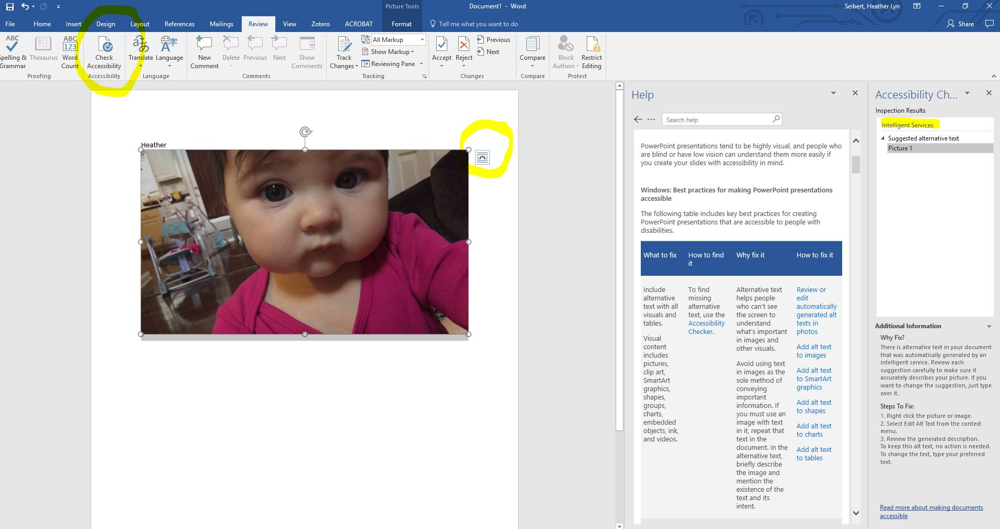 Picture Tools
Document1 - Word
Seibert, Heather Lyn
File Home Insert Design Layout References Mailings Review View Zotero ACROBAT Format Tell me what you want to do
Share
ABC
Spelling & Grammar
Thesaurus
ABC
123
Word Count
Proofing
Check Accessibility
Accessibility
Translate
Language
Language
New Comment
Delete
Previous
Next
Show Comments
Comments
Track Changes
All Markup
Show Markup
Reviewing Pane
Tracking
Accept
Reject
Previous
Next
Changes
Compare
Compare
Block Authors
Restrict Editing
Protect
Heather
Help
Search help
PowerPoint presentations tend to be highly visual, and people who
are blind or have low vision can understand them more easily if
you create your slides with accessibility in mind.
Windows: Best practices for making PowerPoint presentations
accessible
The following table includes key best practices for creating
PowerPoint presentations that are accessible to people with
disabilities.
What to fix
How to find
it
Why fix it
How to fix it
Include
alternative
text with all
visuals and
tables.
Visual
content
includes
pictures,
clip art,
SmartArt
graphics,
shapes,
groups,
charts,
embedded
objects, ink,
and videos.
To find
missing
alternative
text, use the
Accessibility
Checker.
Alternative text
helps people
who can't see
the screen to
understand
what's important
in images and
other visuals.
Avoid using text
in images as the
sole method of
conveying
important
information. If
you must use an
image with text
in it, repeat that
text in the
document. In the
alternative text,
briefly describe
the image and
mention the
existence of the
text and its
intent.
Review or
edit
automatically
generated alt
texts in
photos
Add alt text
to images
Add alt text
to SmartArt
graphics
Add alt text
to shapes
Add alt text
to charts
Add alt text
to tables
Accessibility Ch...
Inspection Results
Intelligent Services
Suggested alternative text
Picture 1
Additional Information
Why Fix?
There is alternative text in your document
that was automatically generated by an
intelligent service. Review each
suggestion carefully to make sure it
accurately describes your picture. If you
want to change the suggestion, just type
over it.
Steps To Fix:
1. Right click the picture or image.
2. Select Edit Alt Text from the context
menu.
3. Review the generated description.
To keep this alt text, no action is needed.
To change the text, type your preferred
text.
Read more about making documents
accessible